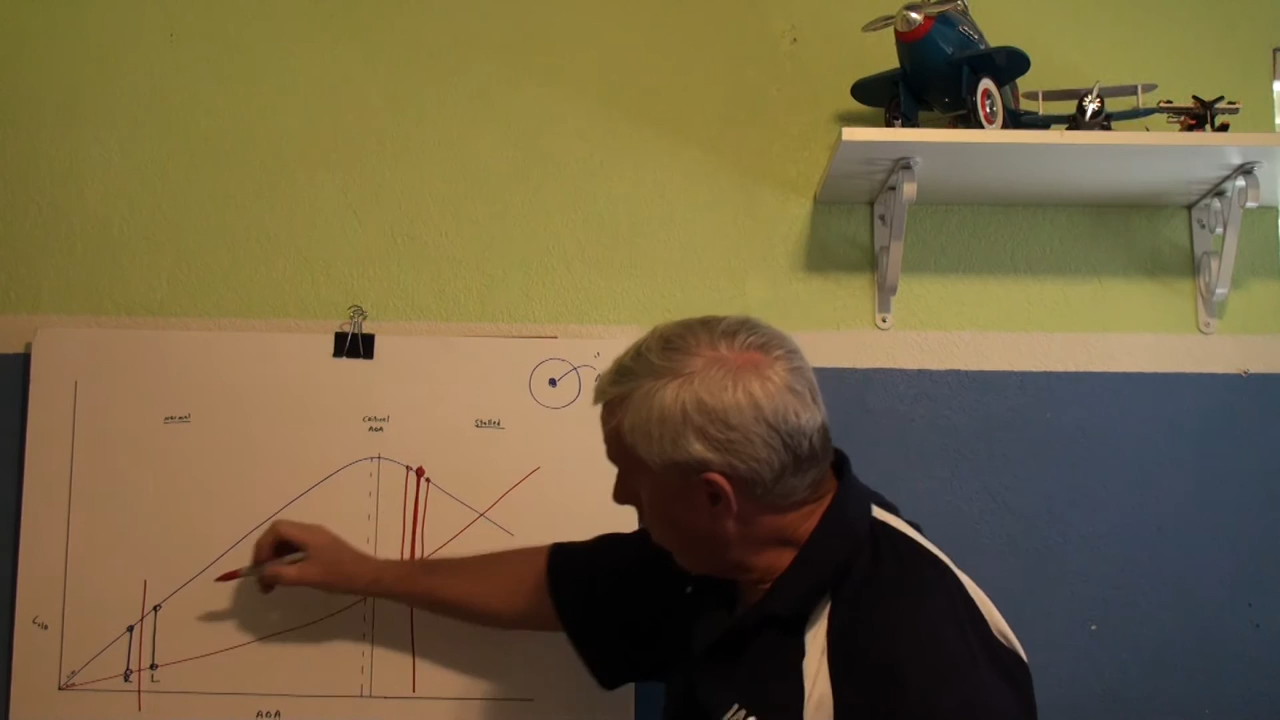 Normal
Critical
AOA
Stalled
R L
AOA